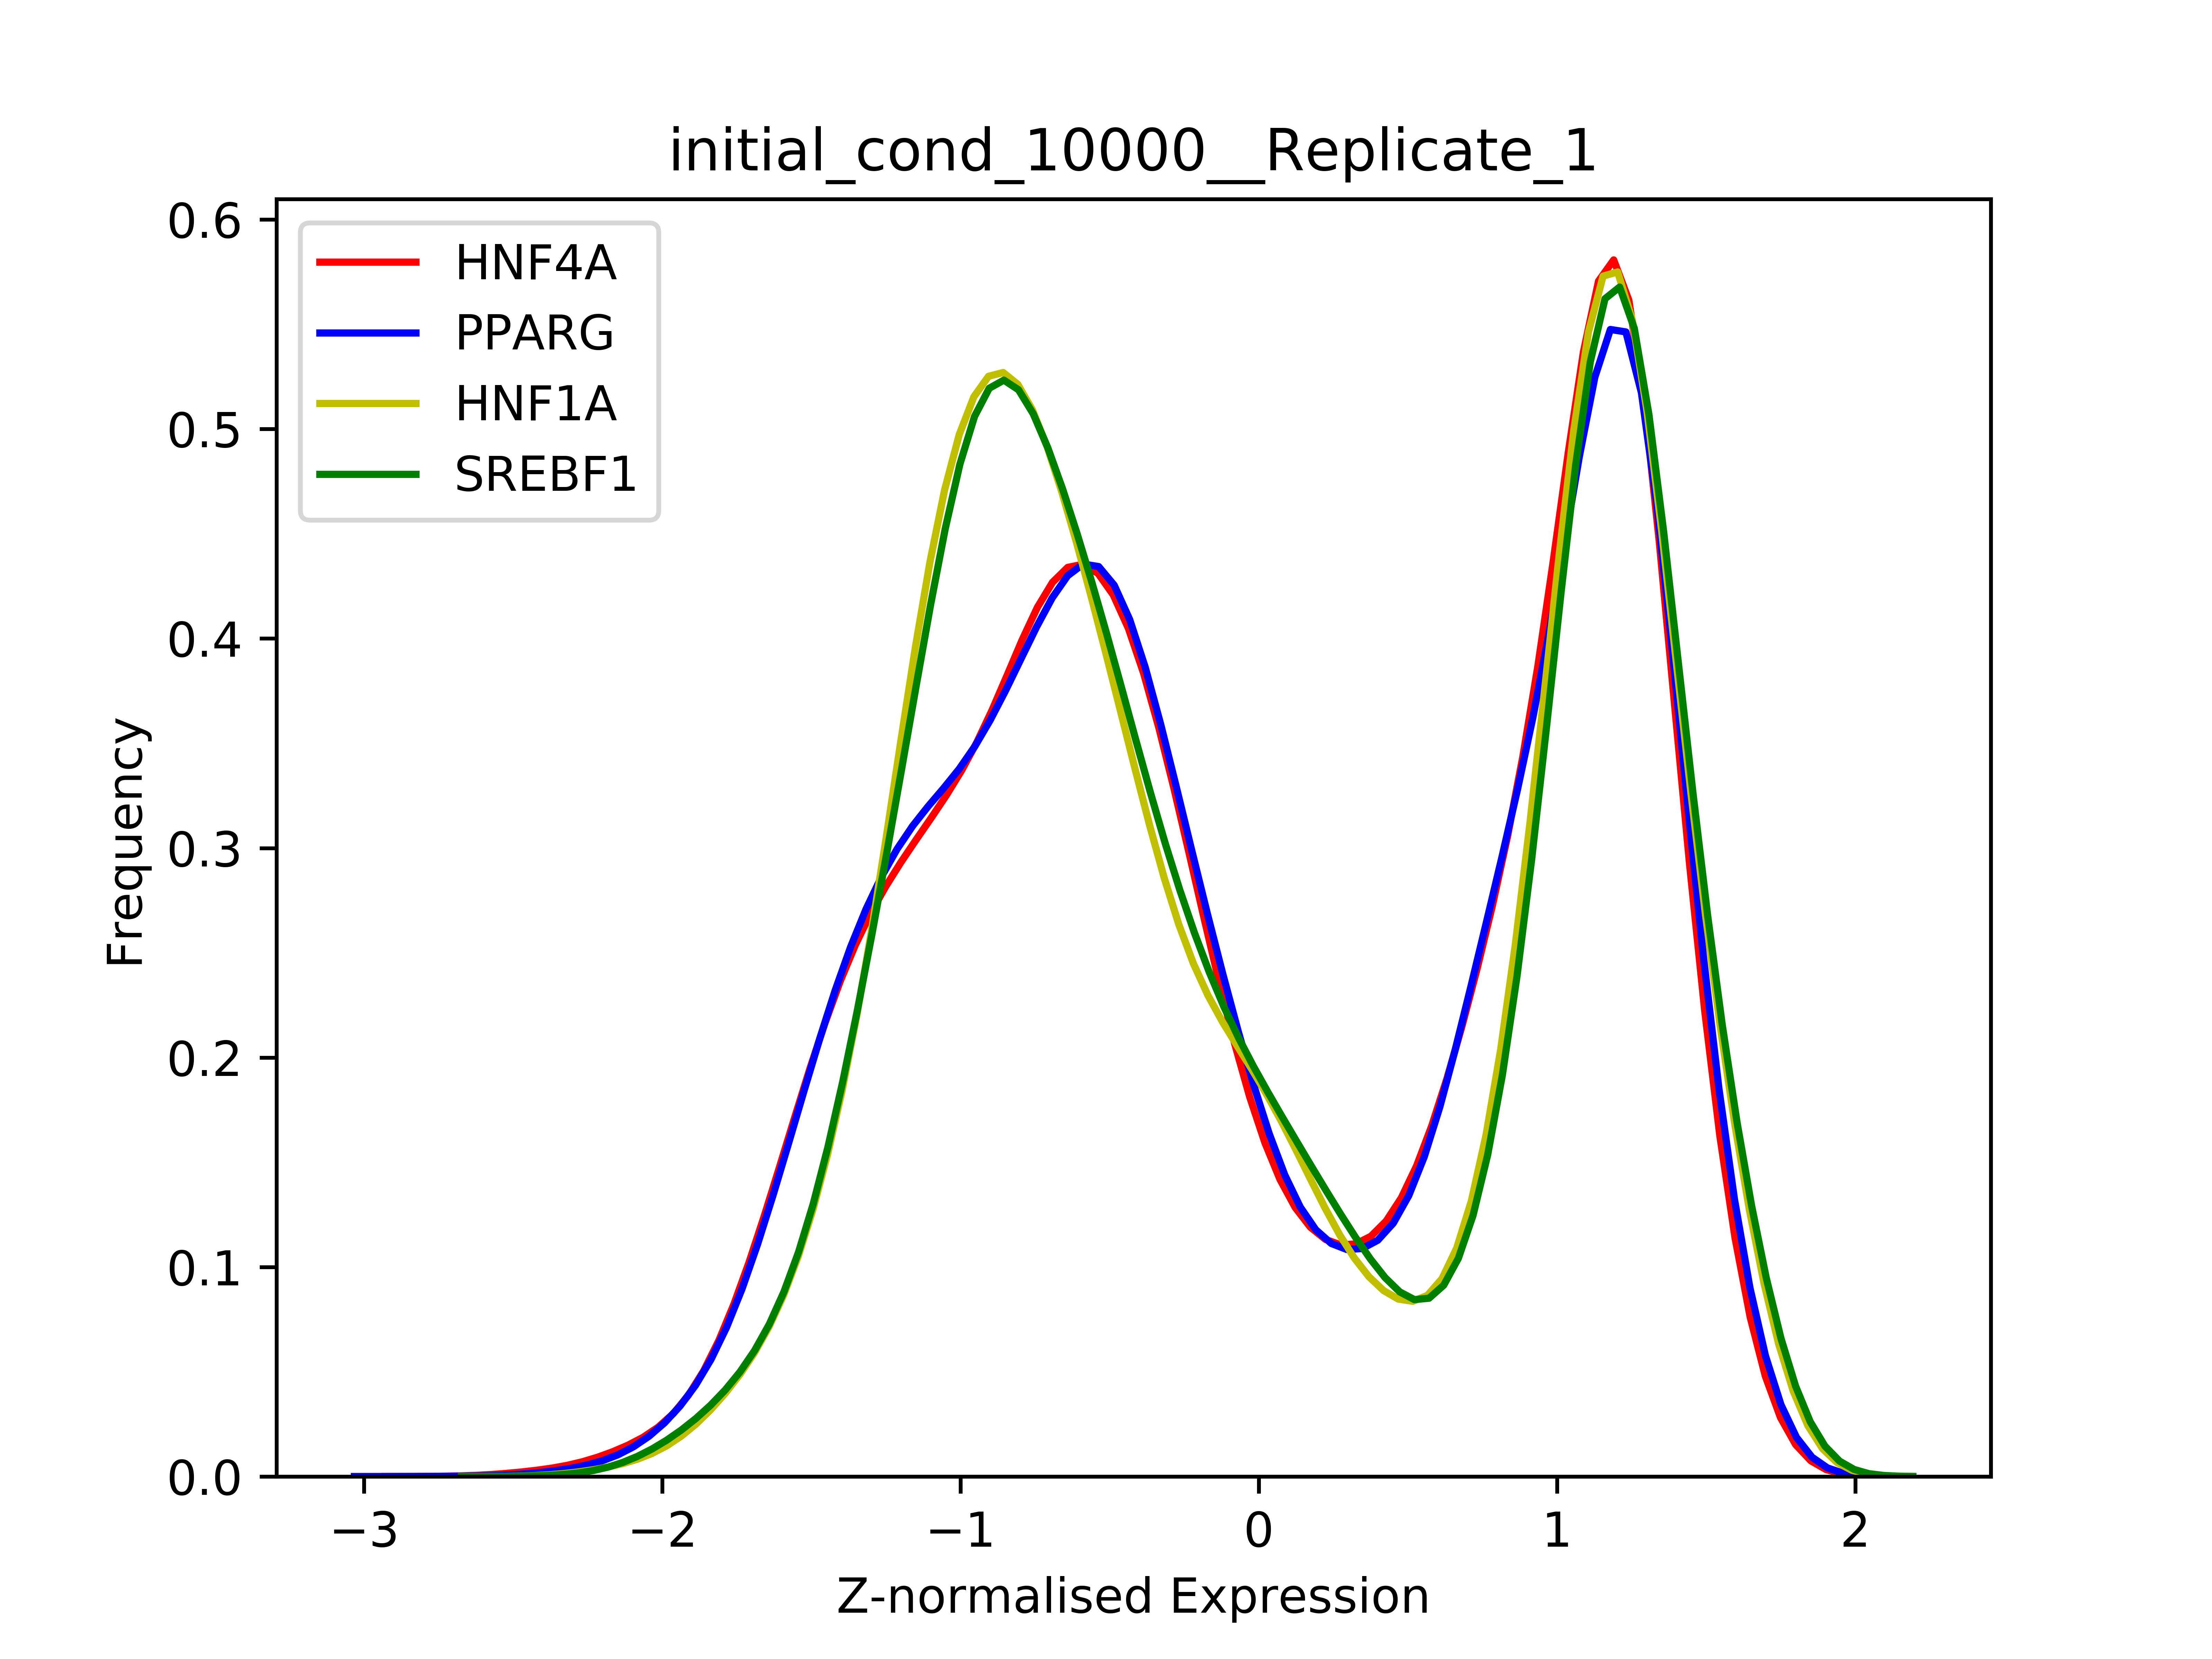 initial_cond_10000__Replicate_1
HNF4A
PPARG
HNF1A
SREBF1
Frequency
0.6
0.5
0.4
0.3
0.2
0.1
0.0
−3 −2 −1 0 1 2
Z-normalised Expression